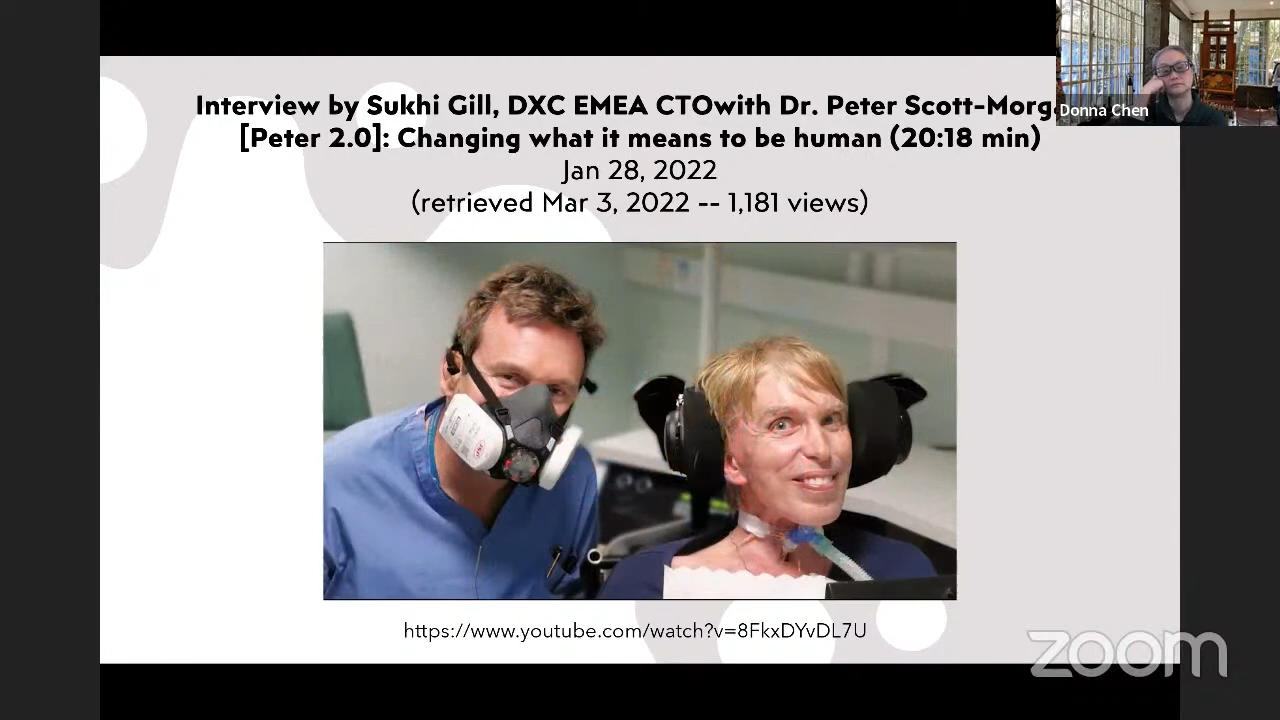 Interview by Sukhi Gill, DXC EMEA CTOwith Dr. Peter Scott-Morg
Donna Chen
[Peter 2.0]: Changing what it means to be human (20:18 min)
Jan 28, 2022
(retrieved Mar 3, 2022 -- 1,181 views)
https://www.youtube.com/watch?v=8FkxDYvDL7U
zoom